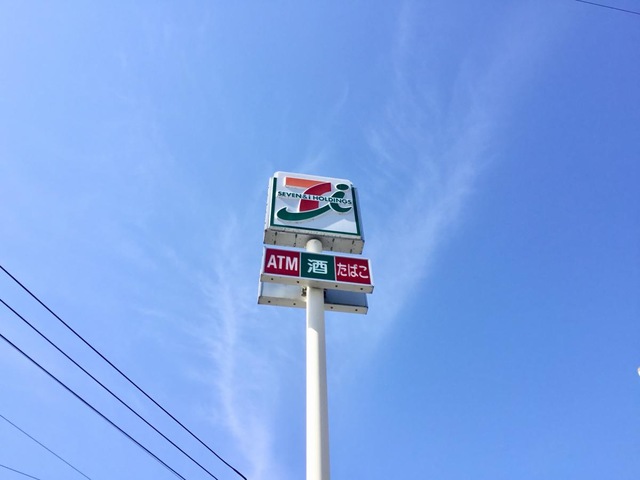 SEVEN & i HOLDINGS
ATM 酒 たばこ